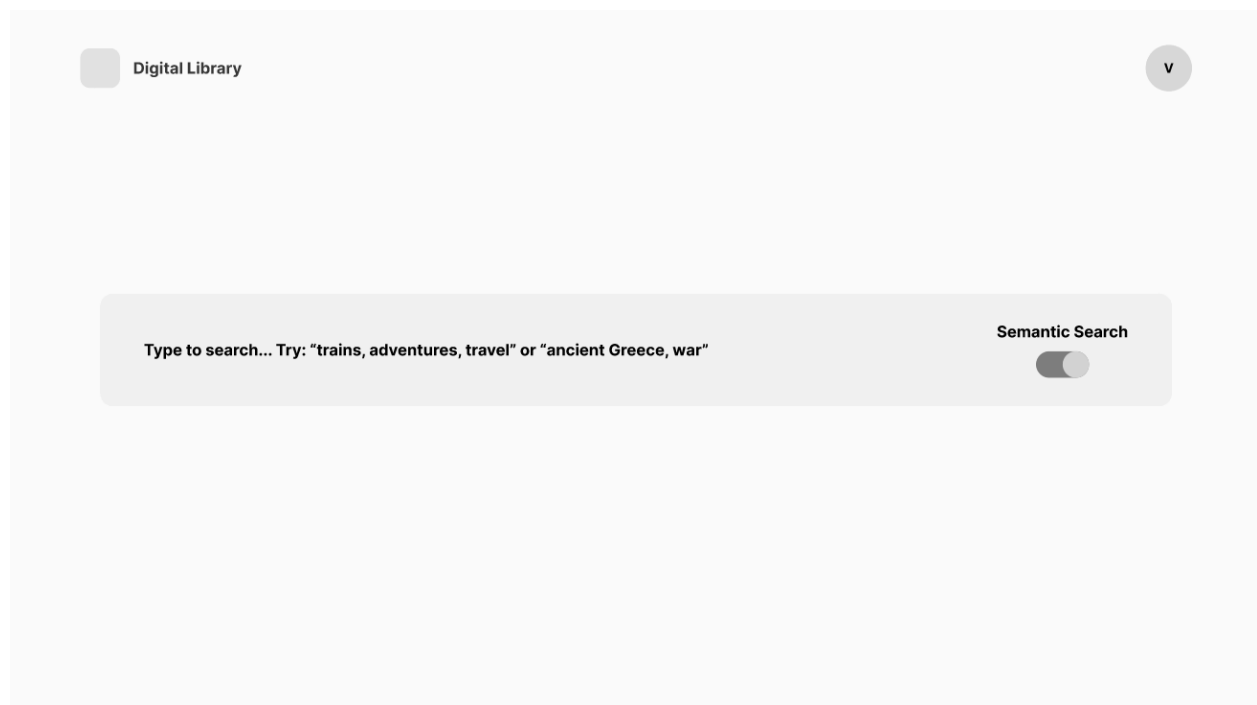 Digital Library
V
Type to search... Try: “trains, adventures, travel” or “ancient Greece, war”
Semantic Search